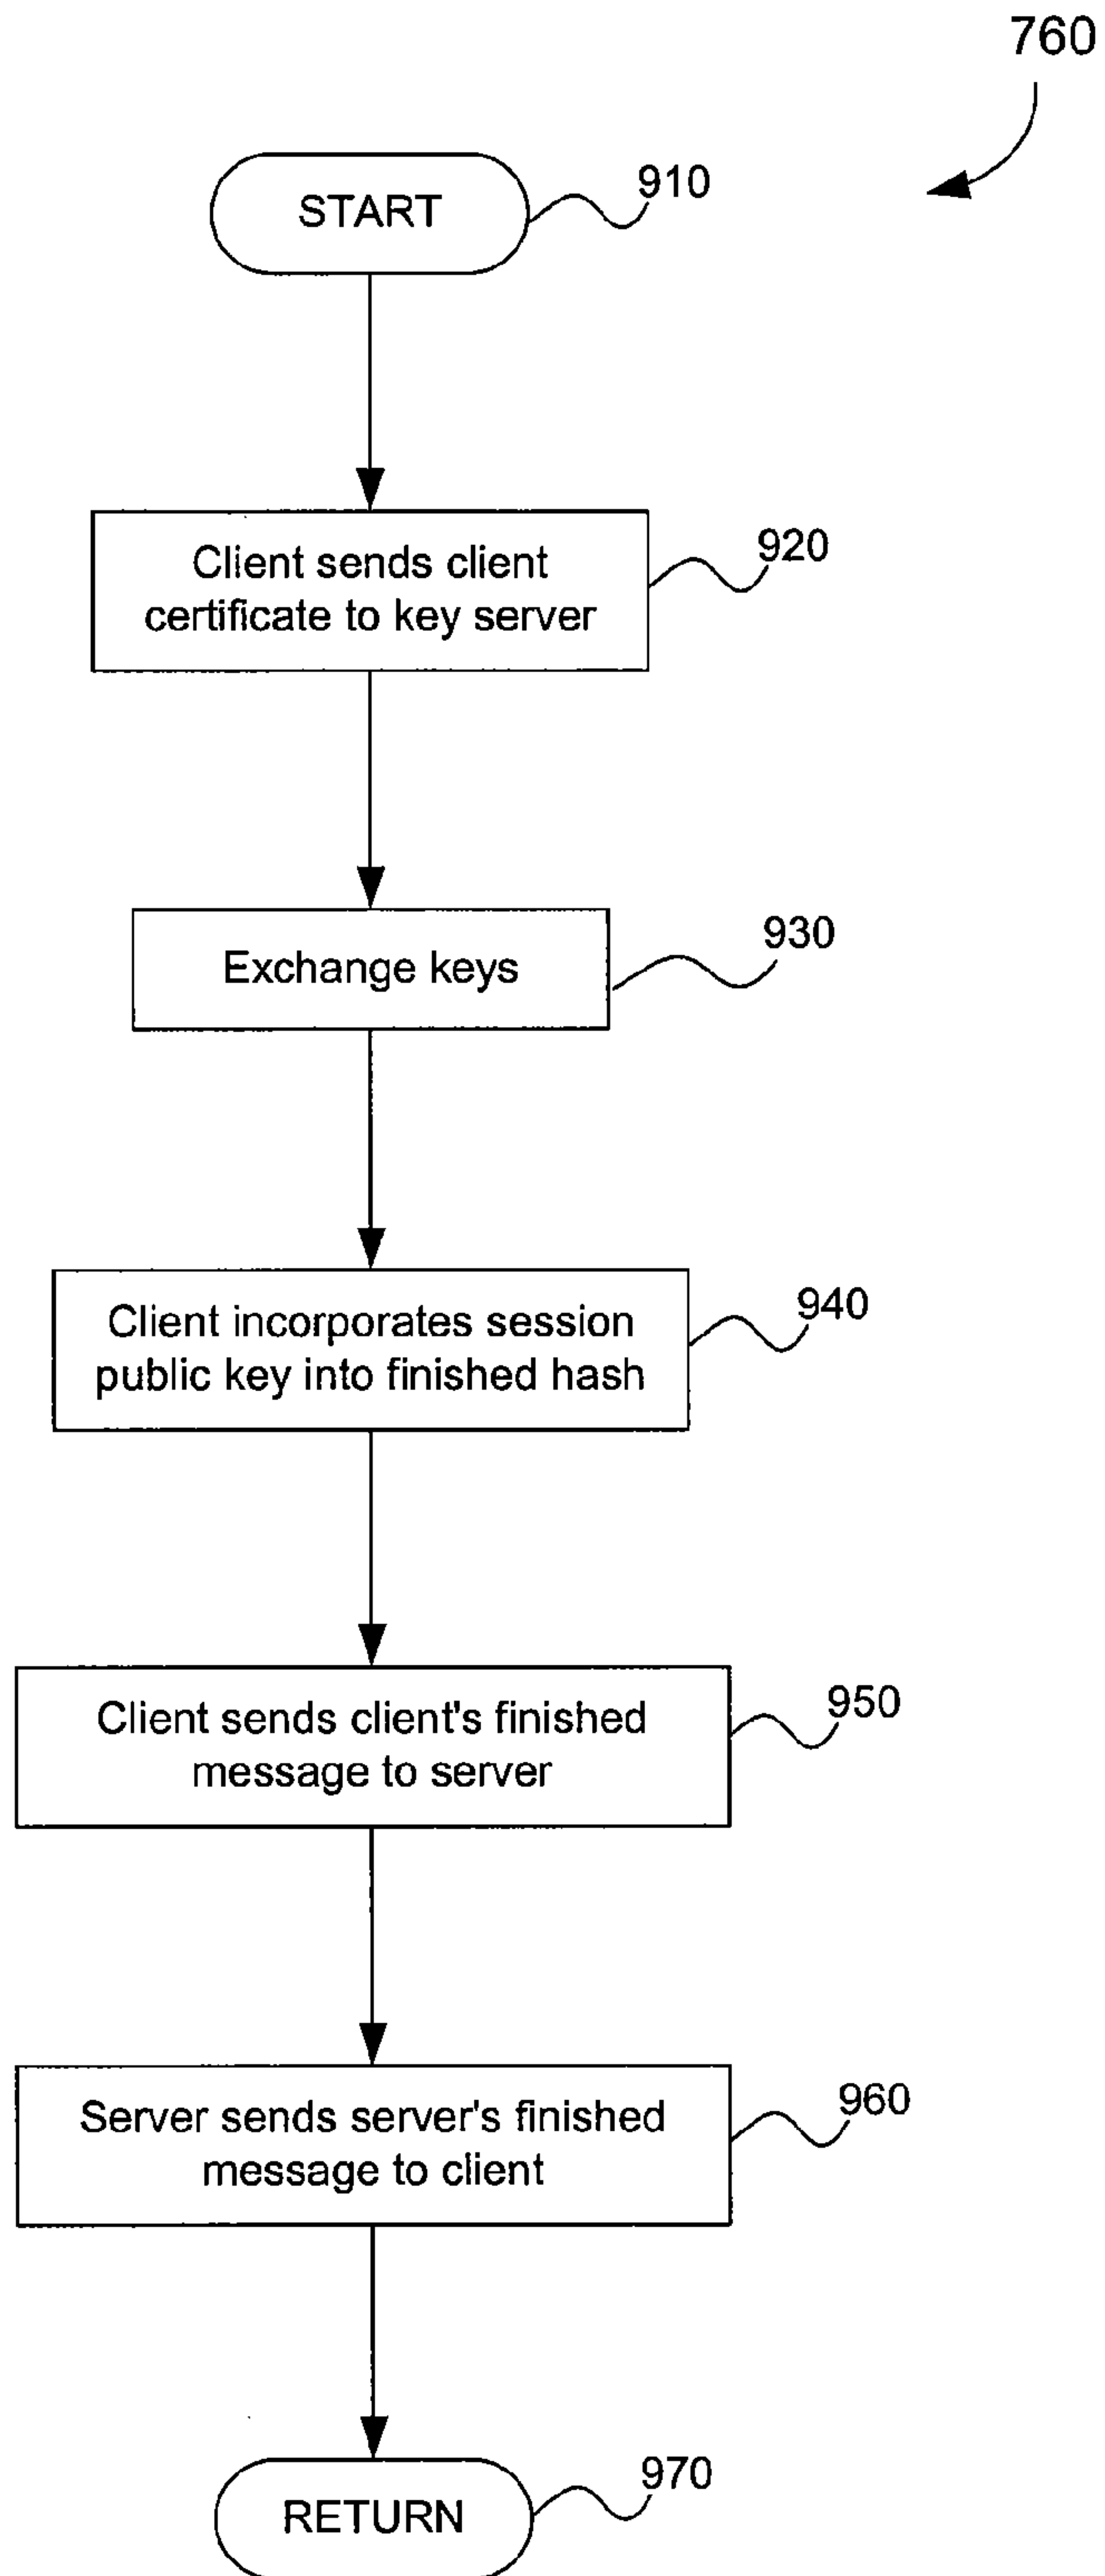 760
START
910
Client sends client
certificate to key server
920
Exchange keys
930
Client incorporates session
public key into finished hash
940
Client sends client's finished
message to server
950
Server sends server's finished
message to client
960
RETURN
970